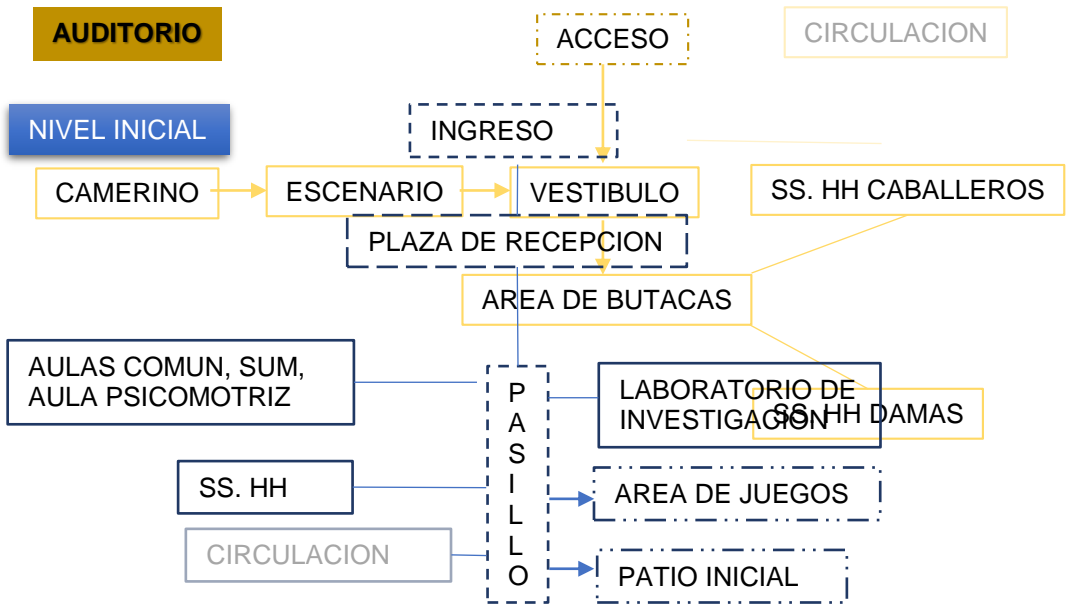 AUDITORIO
ACCESO
CIRCULACION
NIVEL INICIAL
INGRESO
CAMERINO
ESCENARIO
VESTIBULO
SS. HH CABALLEROS
PLAZA DE RECEPCION
AREA DE BUTACAS
AULAS COMUN, SUM,
AULA PSICOMOTRIZ
PASILLO
LABORATORIO DE
INVESTIGACION
SS. HH DAMAS
SS. HH
AREA DE JUEGOS
CIRCULACION
PATIO INICIAL